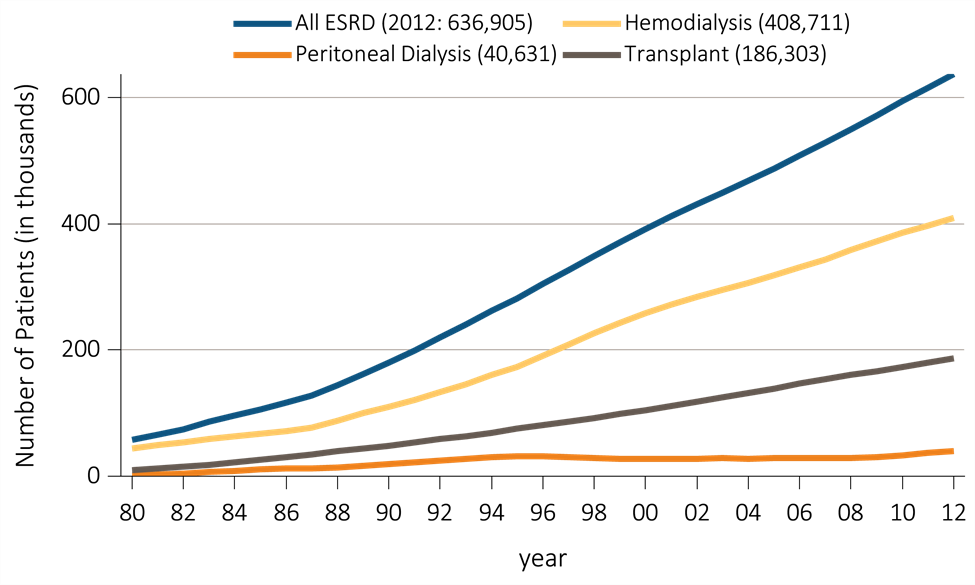 All ESRD (2012: 636,905) Hemodialysis (408,711)
Peritoneal Dialysis (40,631) Transplant (186,303)
Number of Patients (in thousands)
600
400
200
0
80 82 84 86 88 90 92 94 96 98 00 02 04 06 08 10 12
year